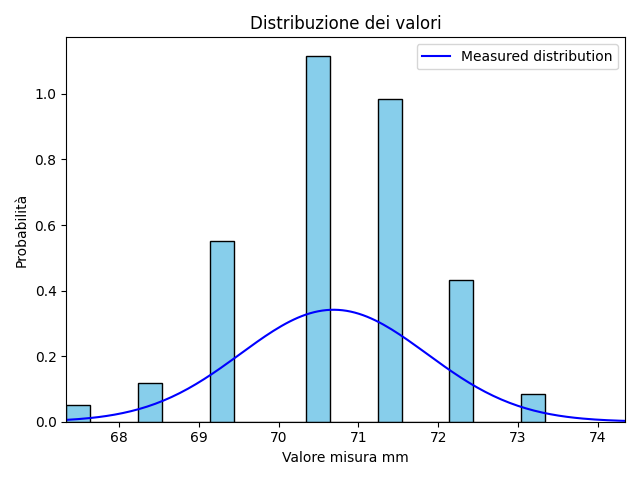 Distribuzione dei valori
Measured distribution
Probabilità
1.0
0.8
0.6
0.4
0.2
0.0
68 69 70 71 72 73 74
Valore misura mm